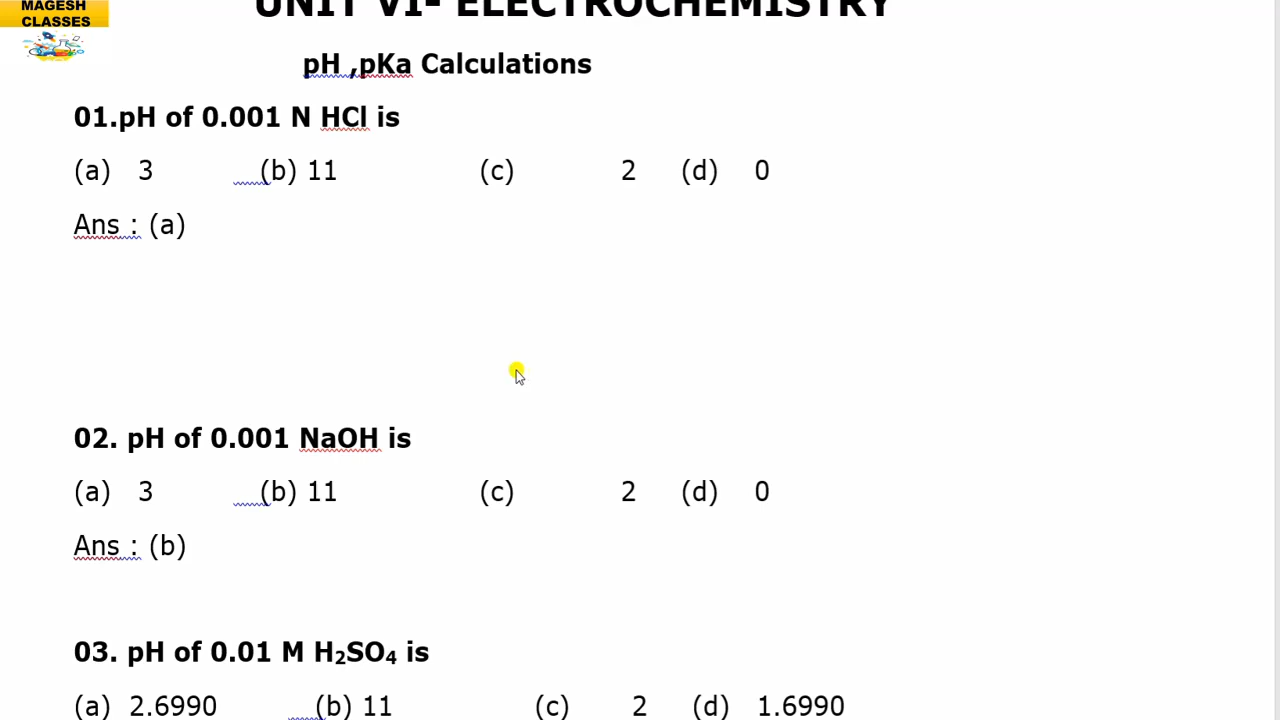 MAGESH
CLASSES
UNIT VI- ELECTROCHEMISTRY
pH ,pKa Calculations
01.pH of 0.001 N HCl is
(a) 3 (b) 11 (c) 2 (d) 0
Ans : (a)
02. pH of 0.001 NaOH is
(a) 3 (b) 11 (c) 2 (d) 0
Ans : (b)
03. pH of 0.01 M H₂SO₄ is
(a) 2.6990 (b) 11 (c) 2 (d) 1.6990